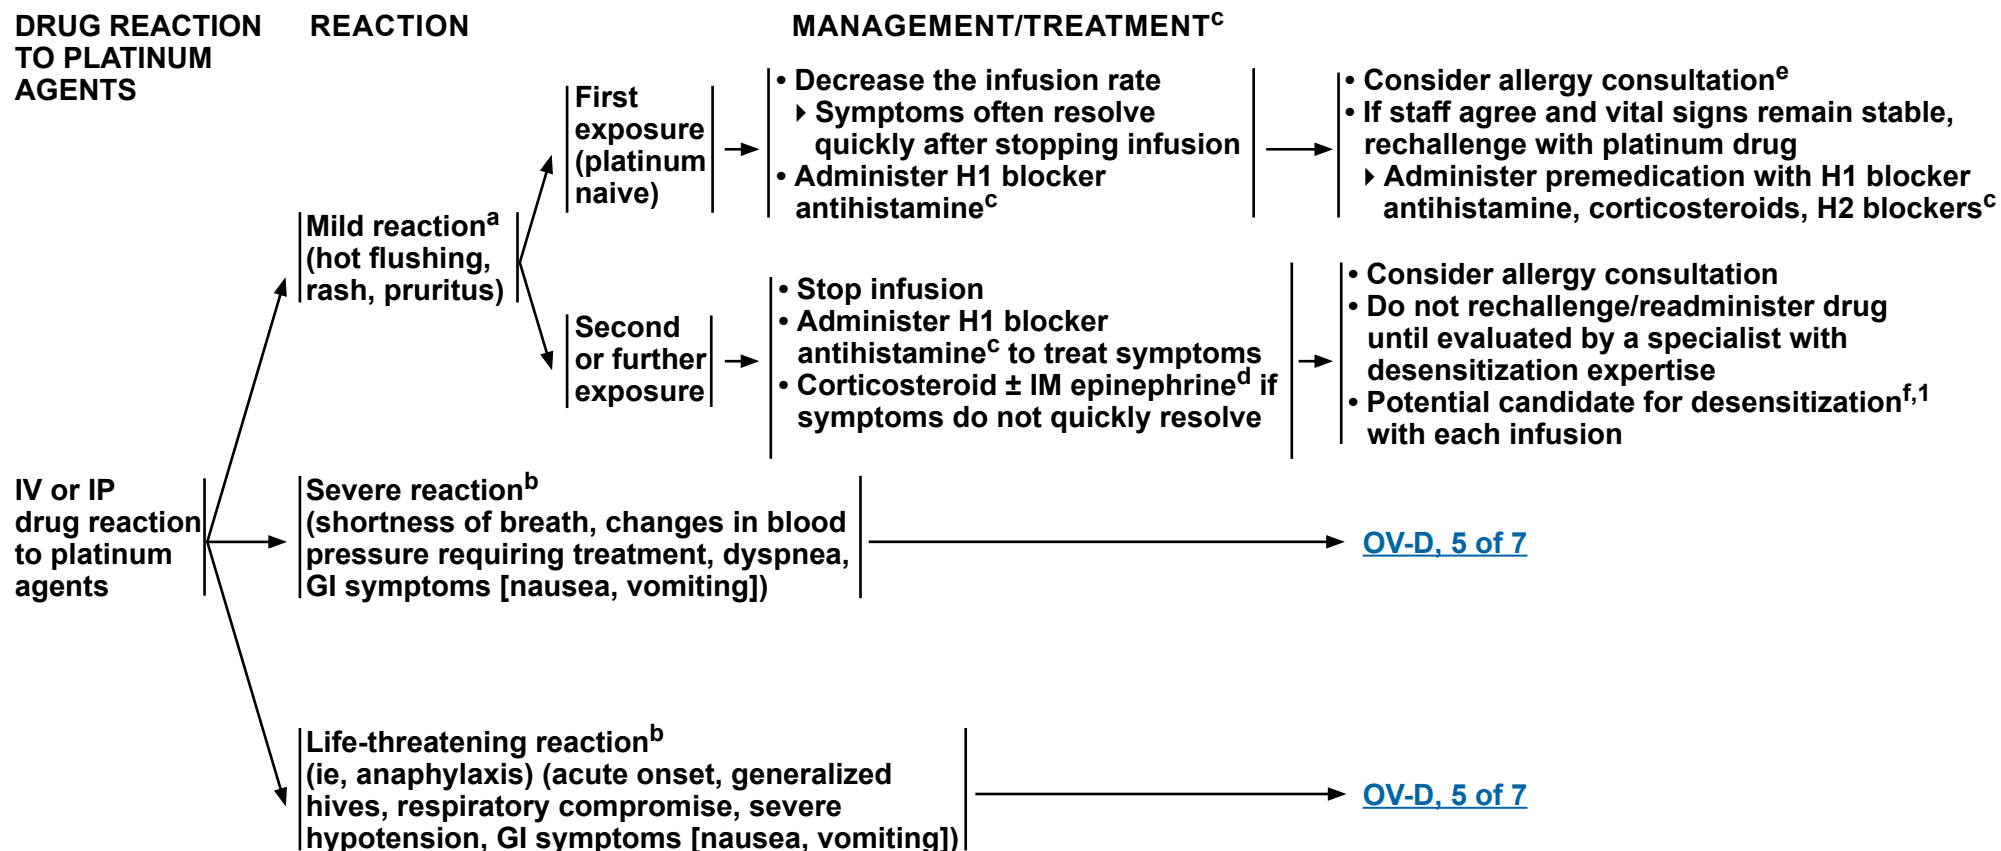 DRUG REACTION
TO PLATINUM
AGENTS
REACTION
MANAGEMENT/TREATMENTc
First
exposure
(platinum
naive)
• Decrease the infusion rate
‣ Symptoms often resolve
quickly after stopping infusion
• Administer H1 blocker
antihistaminec
• Consider allergy consultatione
• If staff agree and vital signs remain stable,
rechallenge with platinum drug
‣ Administer premedication with H1 blocker
antihistamine, corticosteroids, H2 blockersc
Mild reactiona
(hot flushing,
rash, pruritus)
Second
or further
exposure
• Stop infusion
• Administer H1 blocker
antihistaminec to treat symptoms
• Corticosteroid ± IM epinephrined if
symptoms do not quickly resolve
• Consider allergy consultation
• Do not rechallenge/readminister drug
until evaluated by a specialist with
desensitization expertise
• Potential candidate for desensitizationf,1
with each infusion
IV or IP
drug reaction
to platinum
agents
Severe reactionb
(shortness of breath, changes in blood
pressure requiring treatment, dyspnea,
GI symptoms [nausea, vomiting])
OV-D, 5 of 7
Life-threatening reactionb
(ie, anaphylaxis) (acute onset, generalized
hives, respiratory compromise, severe
hypotension, GI symptoms [nausea, vomiting])
OV-D, 5 of 7